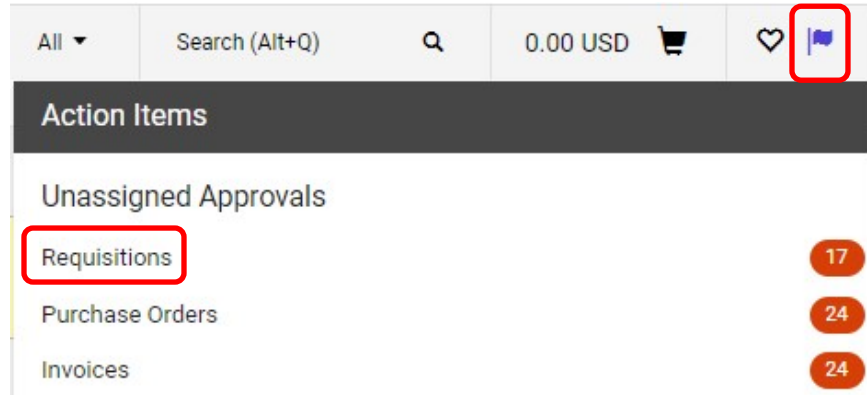 All Search (Alt+Q) 0.00 USD
Action Items
Unassigned Approvals
Requisitions 17
Purchase Orders 24
Invoices 24